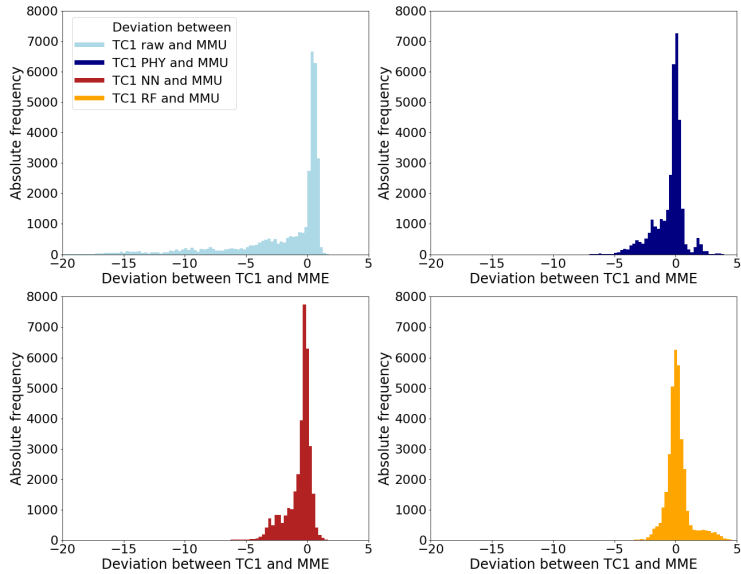 8000
7000
6000
5000
4000
3000
2000
1000
0
Absolute frequency
Deviation between
TC1 raw and MMU
TC1 PHY and MMU
TC1 NN and MMU
TC1 RF and MMU
−20 −15 −10 −5 0 5
Deviation between TC1 and MME
8000
7000
6000
5000
4000
3000
2000
1000
0
Absolute frequency
−20 −15 −10 −5 0 5
Deviation between TC1 and MME
8000
7000
6000
5000
4000
3000
2000
1000
0
Absolute frequency
−20 −15 −10 −5 0 5
Deviation between TC1 and MME
8000
7000
6000
5000
4000
3000
2000
1000
0
Absolute frequency
−20 −15 −10 −5 0 5
Deviation between TC1 and MME